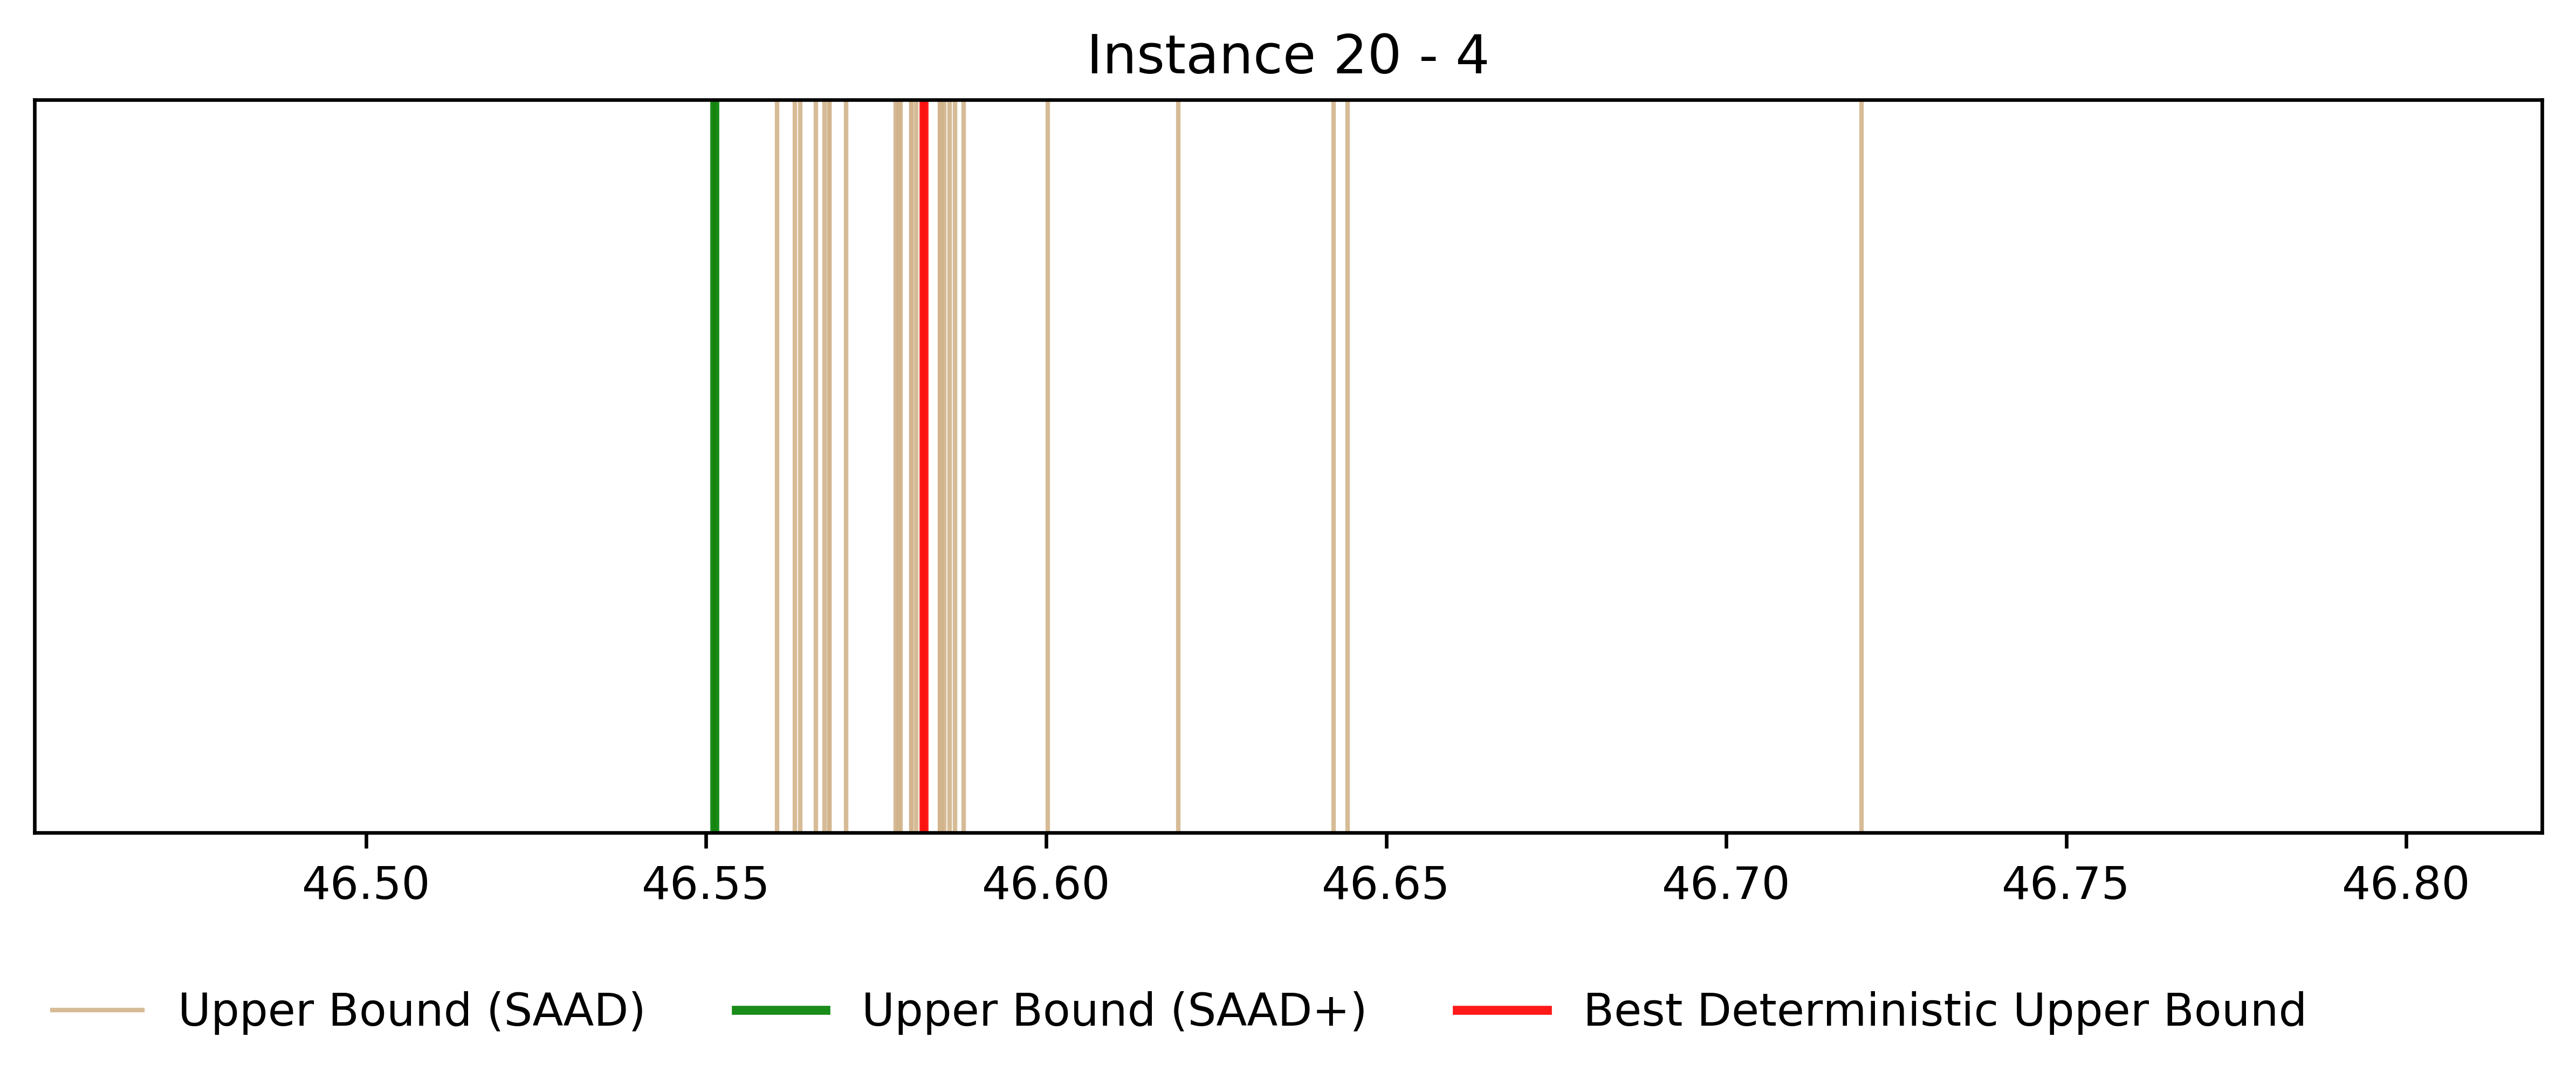 Instance 20 - 4
46.50 46.55 46.60 46.65 46.70 46.75 46.80
Upper Bound (SAAD) Upper Bound (SAAD+) Best Deterministic Upper Bound